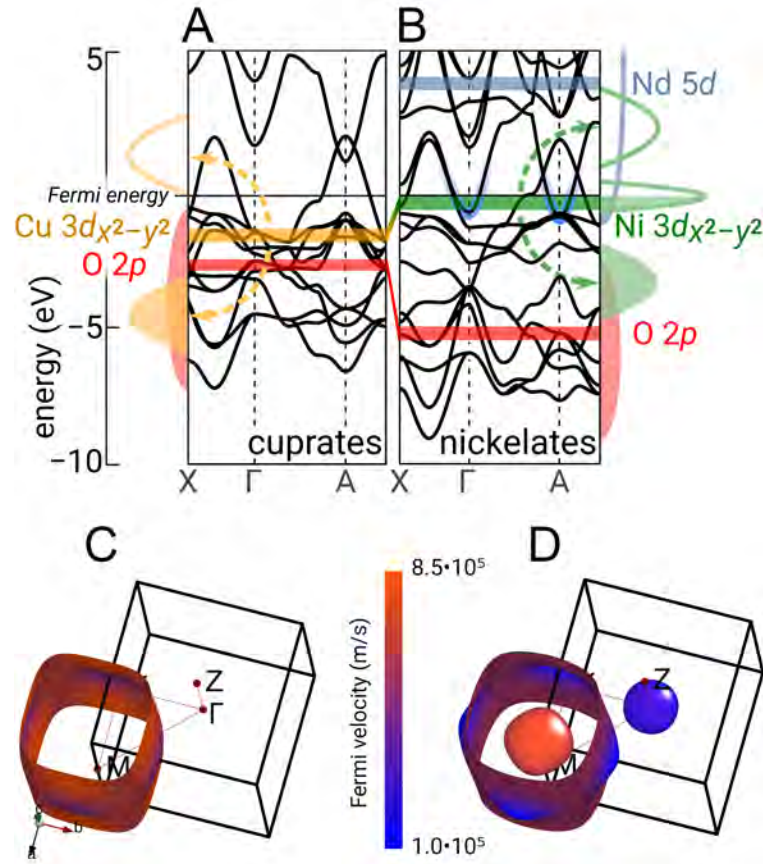 A
B
5
Nd 5d
Fermi energy
Cu 3dx²−y²
Ni 3dx²−y²
O 2p
−5
O 2p
energy (eV)
cuprates
nickelates
−10
X
Γ
A
X
Γ
A
C
D
8.5•10⁵
Fermi velocity (m/s)
1.0•10⁵
Z
Γ
M
c
b
a
Z
M